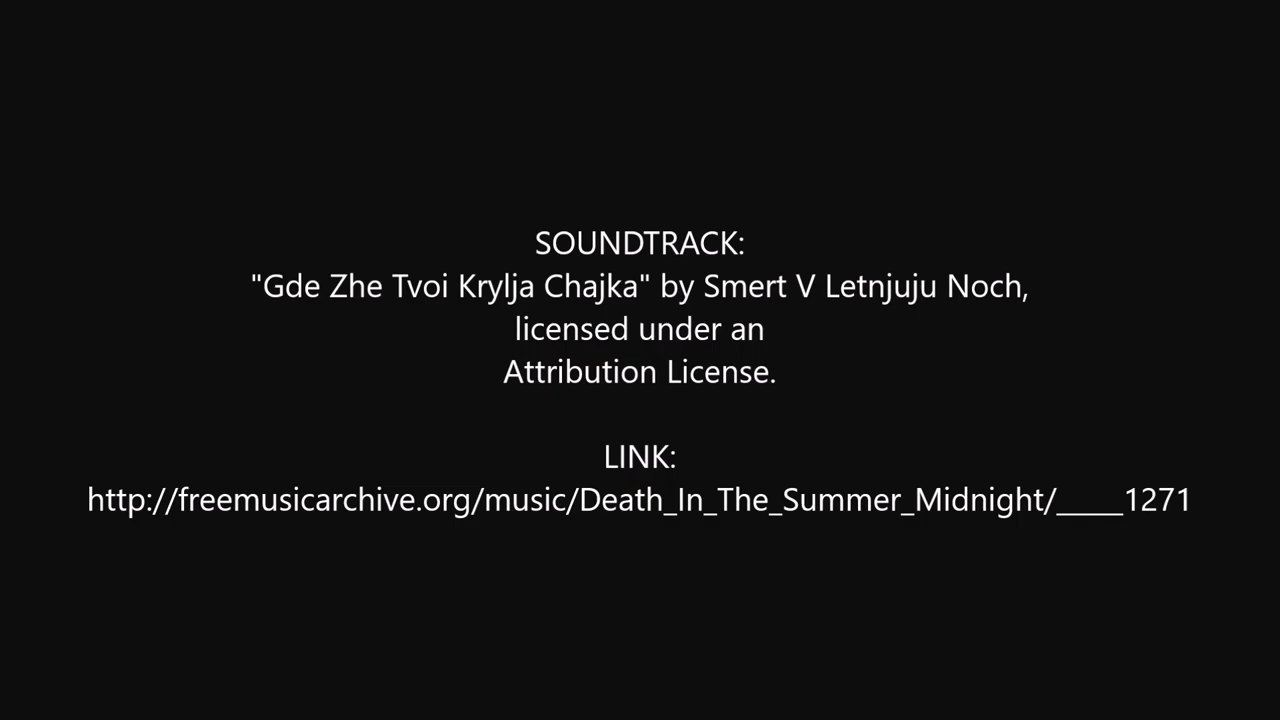 SOUNDTRACK:
"Gde Zhe Tvoi Krylja Chajka" by Smert V Letnjuju Noch,
licensed under an
Attribution License.
LINK:
http://freemusicarchive.org/music/Death_In_The_Summer_Midnight/_____1271